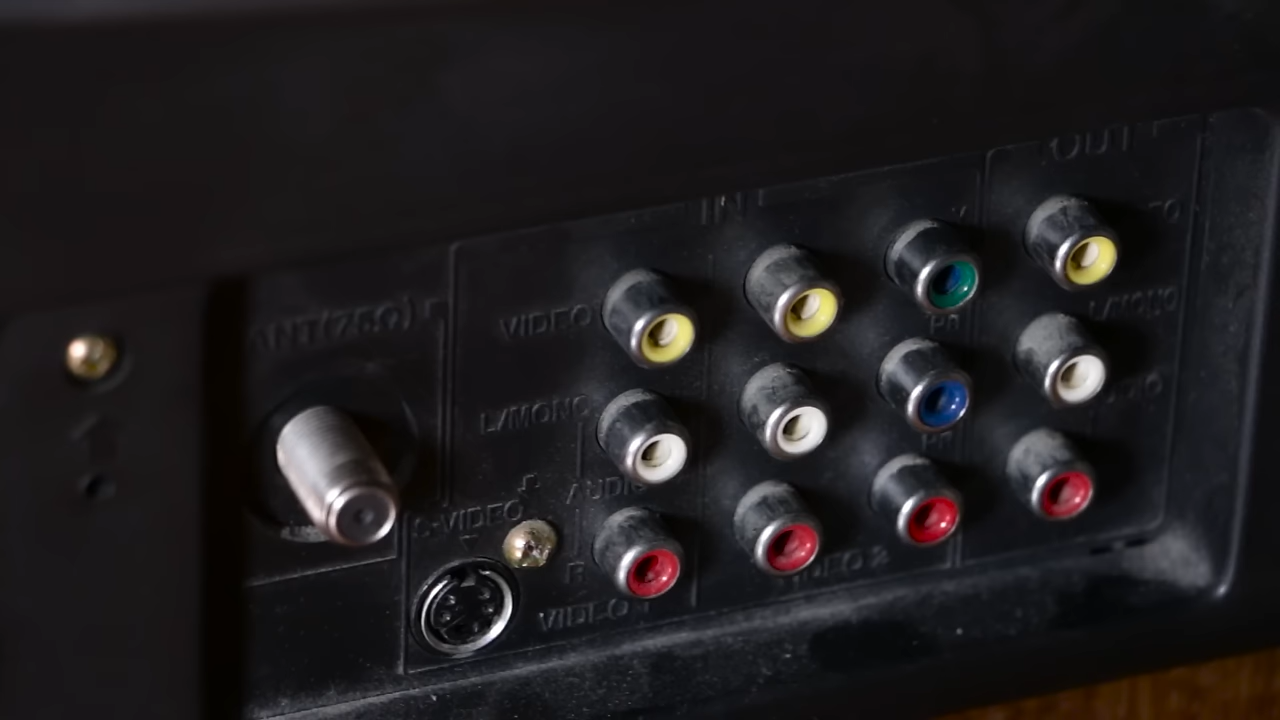 OUT
IN
Y
ANT(75Ω)
VIDEO
PB
L/MONO
L/MONO
PR
AUDIO
S-VIDEO
R
VIDEO 2
VIDEO 1